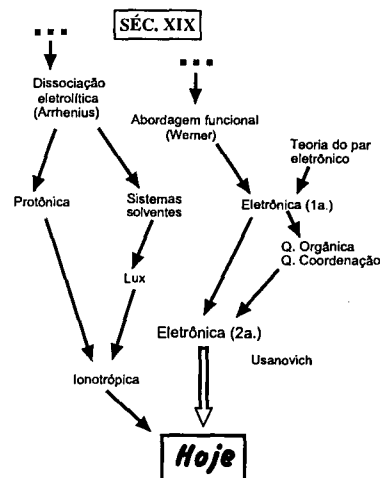 SÉC. XIX
Dissociação
eletrolítica
(Arrhenius)
Abordagem funcional
(Werner)
Teoria do par
eletrônico
Protônica
Sistemas
solventes
Eletrônica (1a.)
Q. Orgânica
Q. Coordenação
Lux
Eletrônica (2a.)
Usanovich
Ionotrópica
Hoje